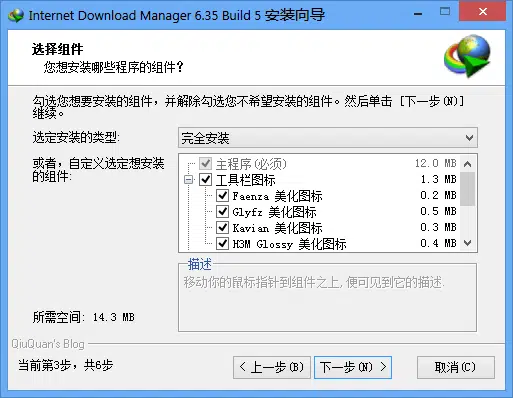 Internet Download Manager 6.35 Build 5 安装向导
选择组件
您想安装哪些程序的组件？
勾选您想要安装的组件，并解除勾选您不希望安装的组件。然后单击 [下一步(N)]
继续。
选定安装的类型：
完全安装
或者，自定义选定想安装
的组件：
主程序(必须) 12.0 MB
工具栏图标 1.3 MB
Faenza 美化图标 0.2 MB
Glyfz 美化图标 0.5 MB
Kavian 美化图标 0.3 MB
H3M Glossy 美化图标 0.4 MB
描述
移动你的鼠标指针到组件之上,便可见到它的描述.
所需空间: 14.3 MB
QiuQuan's Blog
当前第3步，共6步
< 上一步(B)
下一步(N) >
取消(C)